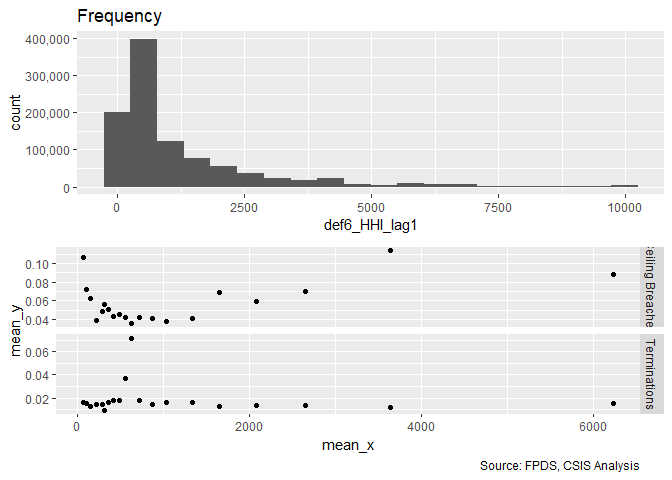 Frequency
400,000
300,000
200,000
100,000
0
count
0
2500
5000
7500
10000
def6_HHI_lag1
0.10
0.08
0.06
0.04
Ceiling Breache
0.06
0.04
0.02
Terminations
mean_y
0
2000
4000
6000
mean_x
Source: FPDS, CSIS Analysis